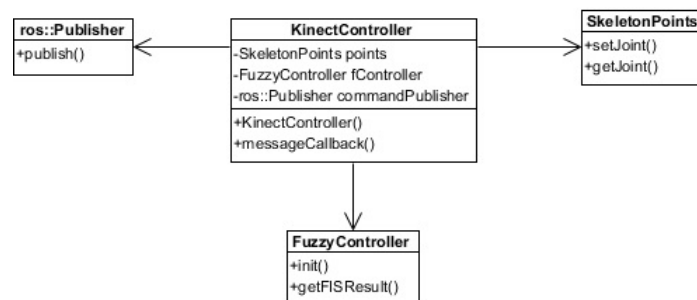 ros::Publisher
+publish()
KinectController
-SkeletonPoints points
-FuzzyController fController
-ros::Publisher commandPublisher
+KinectController()
+messageCallback()
SkeletonPoints
+setJoint()
+getJoint()
FuzzyController
+init()
+getFISResult()